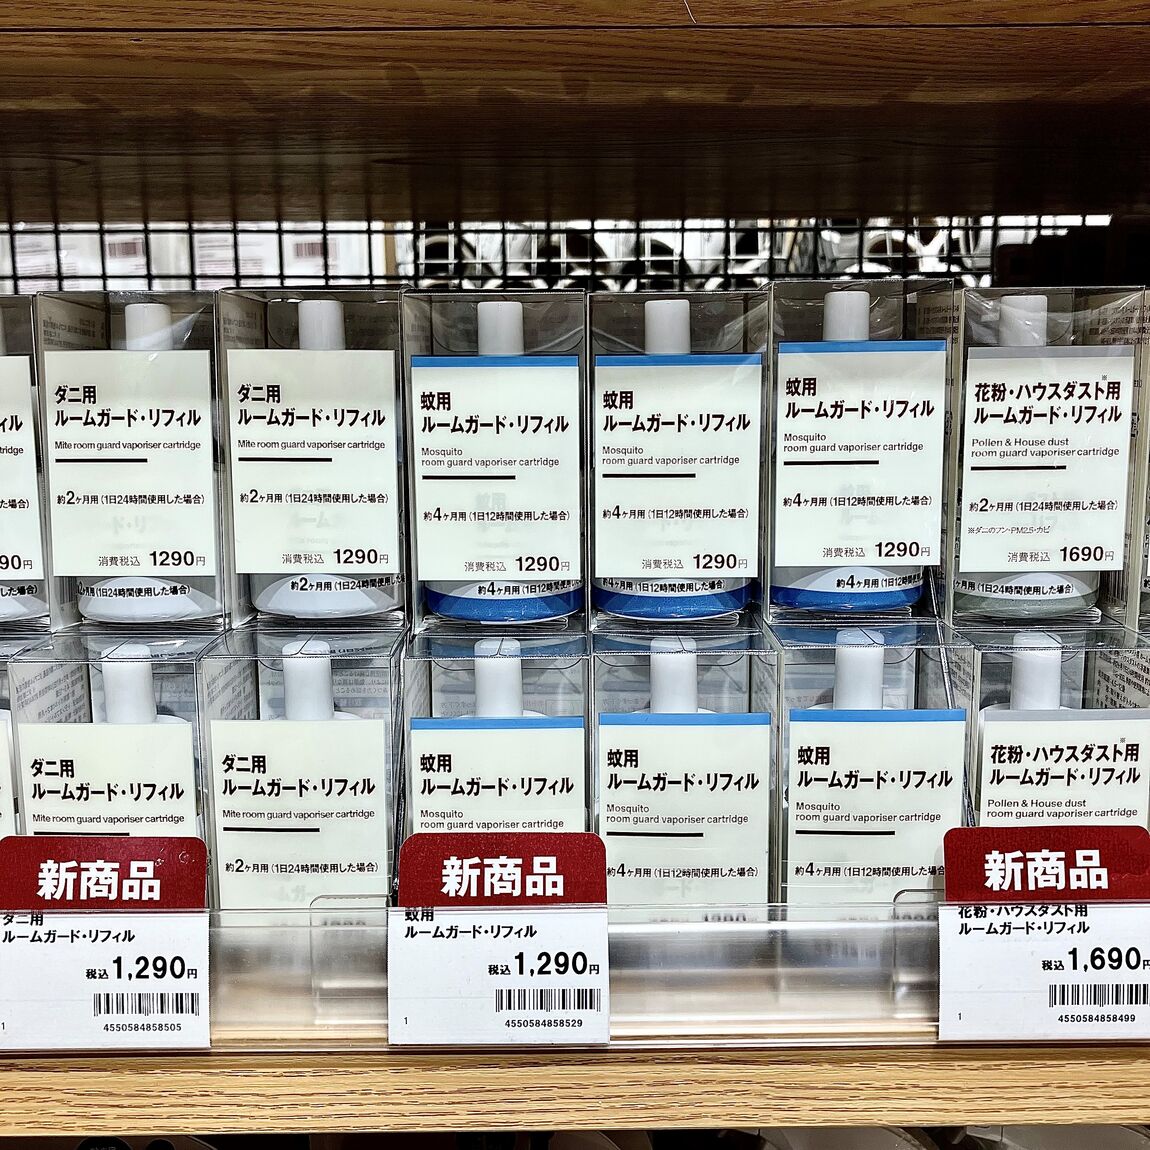 ダニ用
ルームガード・リフィル
Mite room guard vaporiser cartridge
約2ヶ月用(1日24時間使用した場合)
消費税込 1290円
ダニ用
ルームガード・リフィル
Mite room guard vaporiser cartridge
約2ヶ月用(1日24時間使用した場合)
消費税込 1290円
約2ヶ月用(1日24時間使用した場合)
蚊用
ルームガード・リフィル
Mosquito
room guard vaporiser cartridge
約4ヶ月用(1日12時間使用した場合)
消費税込 1290円
約4ヶ月用(1日12時間使用した場合)
蚊用
ルームガード・リフィル
Mosquito
room guard vaporiser cartridge
約4ヶ月用(1日12時間使用した場合)
消費税込 1290円
約4ヶ月用(1日12時間使用した場合)
蚊用
ルームガード・リフィル
Mosquito
room guard vaporiser cartridge
約4ヶ月用(1日12時間使用した場合)
消費税込 1290円
約4ヶ月用(1日12時間使用した場合)
花粉・ハウスダスト※用
ルームガード・リフィル
Pollen & House dust
room guard vaporiser cartridge
約2ヶ月用(1日24時間使用した場合)
※ダニのフン・PM2.5・カビ
消費税込 1690円
ダニ用
ルームガード・リフィル
Mite room guard vaporiser cartridge
ダニ用
ルームガード・リフィル
Mite room guard vaporiser cartridge
約2ヶ月用(1日24時間使用した場合)
蚊用
ルームガード・リフィル
Mosquito
room guard vaporiser cartridge
蚊用
ルームガード・リフィル
Mosquito
room guard vaporiser cartridge
約4ヶ月用(1日12時間使用した場合)
蚊用
ルームガード・リフィル
Mosquito
room guard vaporiser cartridge
約4ヶ月用(1日12時間使用した場合)
花粉・ハウスダスト※用
ルームガード・リフィル
Pollen & House dust
room guard vaporiser cartridge
新商品
ダニ用
ルームガード・リフィル
税込1,290円
1
4550584858505
新商品
蚊用
ルームガード・リフィル
税込1,290円
1
4550584858529
新商品
花粉・ハウスダスト用
ルームガード・リフィル
税込1,690円
1
4550584858499